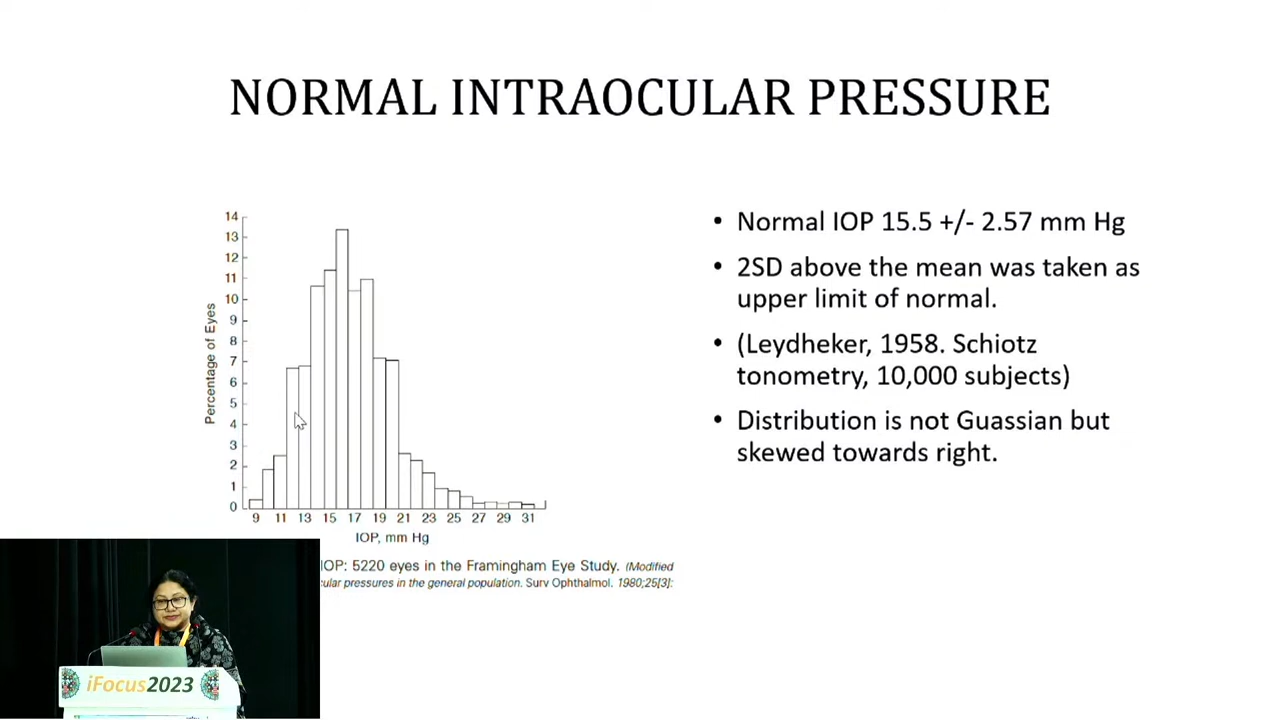 NORMAL INTRAOCULAR PRESSURE
14
13
12
11
10
9
8
7
6
5
4
3
2
1
0
Percentage of Eyes
9 11 13 15 17 19 21 23 25 27 29 31
IOP, mm Hg
IOP: 5220 eyes in the Framingham Eye Study. (Modified
ular pressures in the general population. Surv Ophthalmol. 1980;25[3]:
• Normal IOP 15.5 +/- 2.57 mm Hg
• 2SD above the mean was taken as
upper limit of normal.
• (Leydheker, 1958. Schiotz
tonometry, 10,000 subjects)
• Distribution is not Guassian but
skewed towards right.
iFocus2023